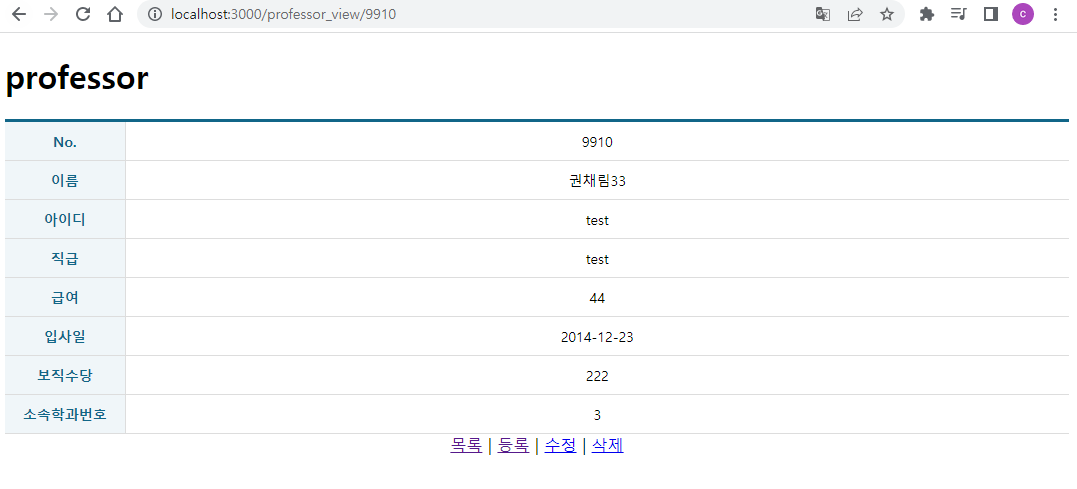 localhost:3000/professor_view/9910
c
professor
No. 9910
이름 권채림33
아이디 test
직급 test
급여 44
입사일 2014-12-23
보직수당 222
소속학과번호 3
목록 | 등록 | 수정 | 삭제